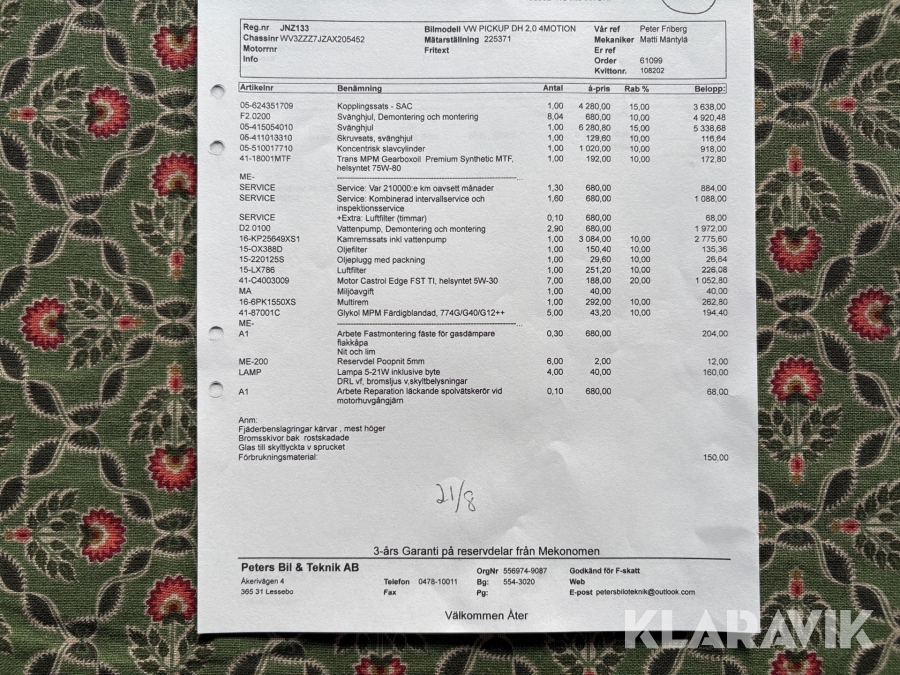 Reg.nr JNZ133 Bilmodell VW PICKUP DH 2,0 4MOTION Vår ref Peter Friberg
Chassinr WV3ZZZ7JZAX205452 Mätarställning 225371 Mekaniker Matti Mäntylä
Motorrnr Fritext Er ref
Info Order 61099
Kvittonr. 108202
Artikelnr Benämning Antal à-pris Rab % Belopp:
05-624351709 Kopplingssats - SAC 1,00 4 280,00 15,00 3 638,00
F2.0200 Svänghjul, Demontering och montering 8,04 680,00 10,00 4 920,48
05-415054010 Svänghjul 1,00 6 280,80 15,00 5 338,68
05-411013310 Skruvsats, svänghjul 1,00 129,60 10,00 116,64
05-510017710 Koncentrisk slavcylinder 1,00 1 020,00 10,00 918,00
41-18001MTF Trans MPM Gearboxoil Premium Synthetic MTF, 1,00 192,00 10,00 172,80
helsyntet 75W-80
ME- ----------------------------------------------------------...
SERVICE Service: Var 210000:e km oavsett månader 1,30 680,00 884,00
SERVICE Service: Kombinerad intervallservice och 1,60 680,00 1 088,00
inspektionsservice
SERVICE +Extra: Luftfilter (timmar) 0,10 680,00 68,00
D2.0100 Vattenpump, Demontering och montering 2,90 680,00 1 972,00
16-KP25649XS1 Kamremssats inkl vattenpump 1,00 3 084,00 10,00 2 775,60
15-OX388D Oljefilter 1,00 150,40 10,00 135,36
15-220125S Oljeplugg med packning 1,00 29,60 10,00 26,64
15-LX786 Luftfilter 1,00 251,20 10,00 226,08
41-C4003009 Motor Castrol Edge FST TI, helsyntet 5W-30 7,00 188,00 20,00 1 052,80
MA Miljöavgift 1,00 40,00 40,00
16-6PK1550XS Multirem 1,00 292,00 10,00 262,80
41-87001C Glykol MPM Färdigblandad, 774G/G40/G12++ 5,00 43,20 10,00 194,40
ME- ----------------------------------------------------------...
A1 Arbete Fastmontering fäste för gasdämpare 0,30 680,00 204,00
flakkåpa
Nit och lim
ME-200 Reservdel Poopnit 5mm 6,00 2,00 12,00
LAMP Lampa 5-21W inklusive byte 4,00 40,00 160,00
DRL vf, bromsljus v,skyltbelysningar
A1 Arbete Reparation läckande spolvätskerör vid 0,10 680,00 68,00
motorhuvgångjärn
Anm:
Fjäderbenslagringar kärvar , mest höger
Bromsskivor bak rostskadade
Glas till skyltlyckta v sprucket
Förbrukningsmaterial: 150,00
21/8
3-års Garanti på reservdelar från Mekonomen
Peters Bil & Teknik AB OrgNr 556974-9087 Godkänd för F-skatt
Åkerivägen 4 Telefon 0478-10011 Bg: 554-3020 Web
365 31 Lessebo Fax Pg: E-post petersbiloteknik@outlook.com
Välkommen Åter
KLARAVIK